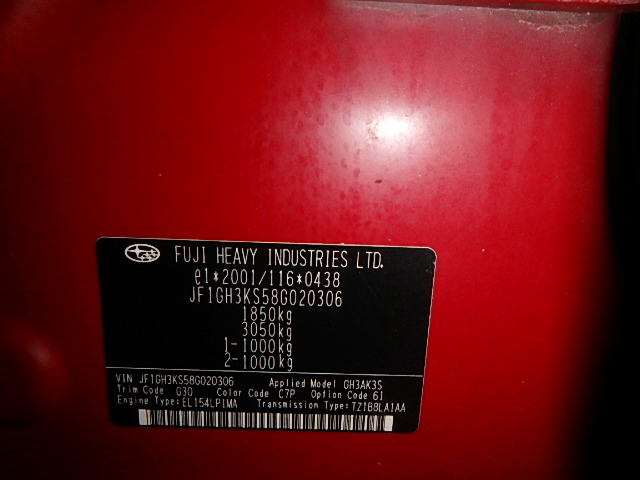 FUJI HEAVY INDUSTRIES LTD.
e1*2001/116*0438
JF1GH3KS58G020306
1850kg
3050kg
1-1000kg
2-1000kg
VIN JF1GH3KS58G020306 Applied Model GH3AK3S
Trim Code G30 Color Code C7P Option Code 61
Engine Type:EL154LP1MA Transmission Type:TZ1B8LA1AA